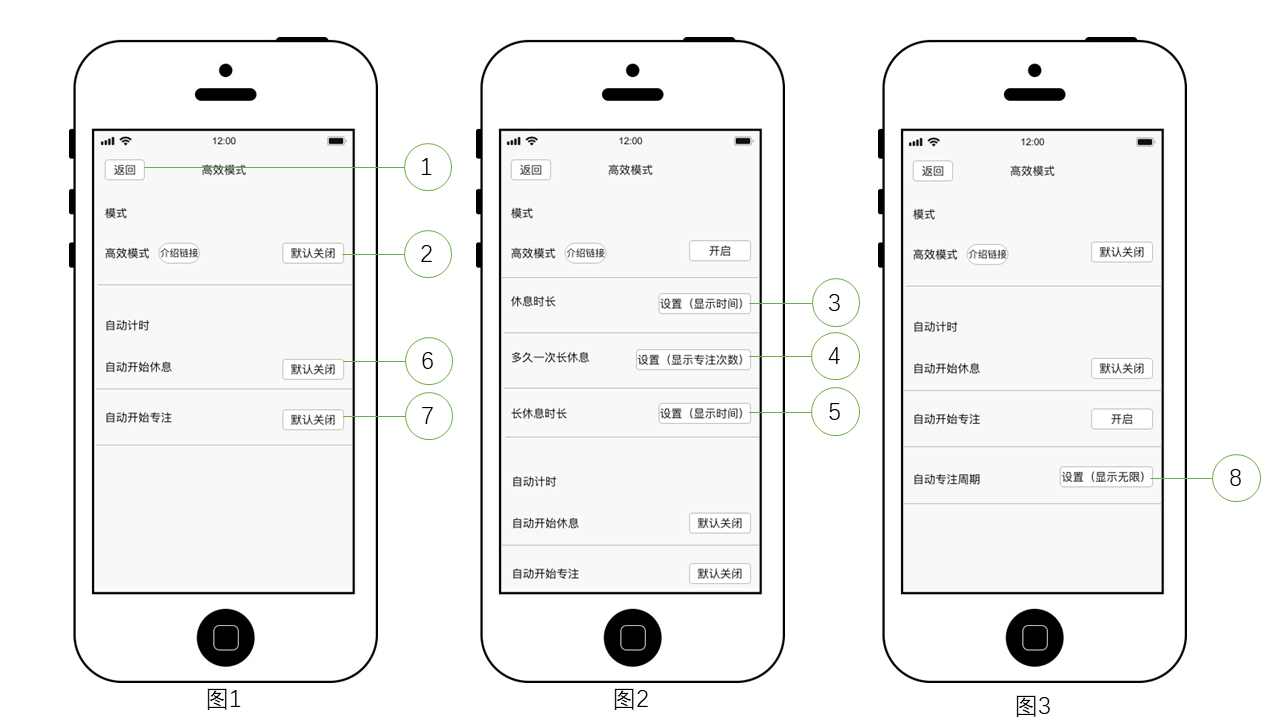 12:00
返回
高效模式
模式
高效模式
介绍链接
默认关闭
自动计时
自动开始休息
默认关闭
自动开始专注
默认关闭
1
2
6
7
图1
12:00
返回
高效模式
模式
高效模式
介绍链接
开启
休息时长
设置（显示时间）
多久一次长休息
设置（显示专注次数）
长休息时长
设置（显示时间）
自动计时
自动开始休息
默认关闭
自动开始专注
默认关闭
3
4
5
图2
12:00
返回
高效模式
模式
高效模式
介绍链接
默认关闭
自动计时
自动开始休息
默认关闭
自动开始专注
开启
自动专注周期
设置（显示无限）
8
图3